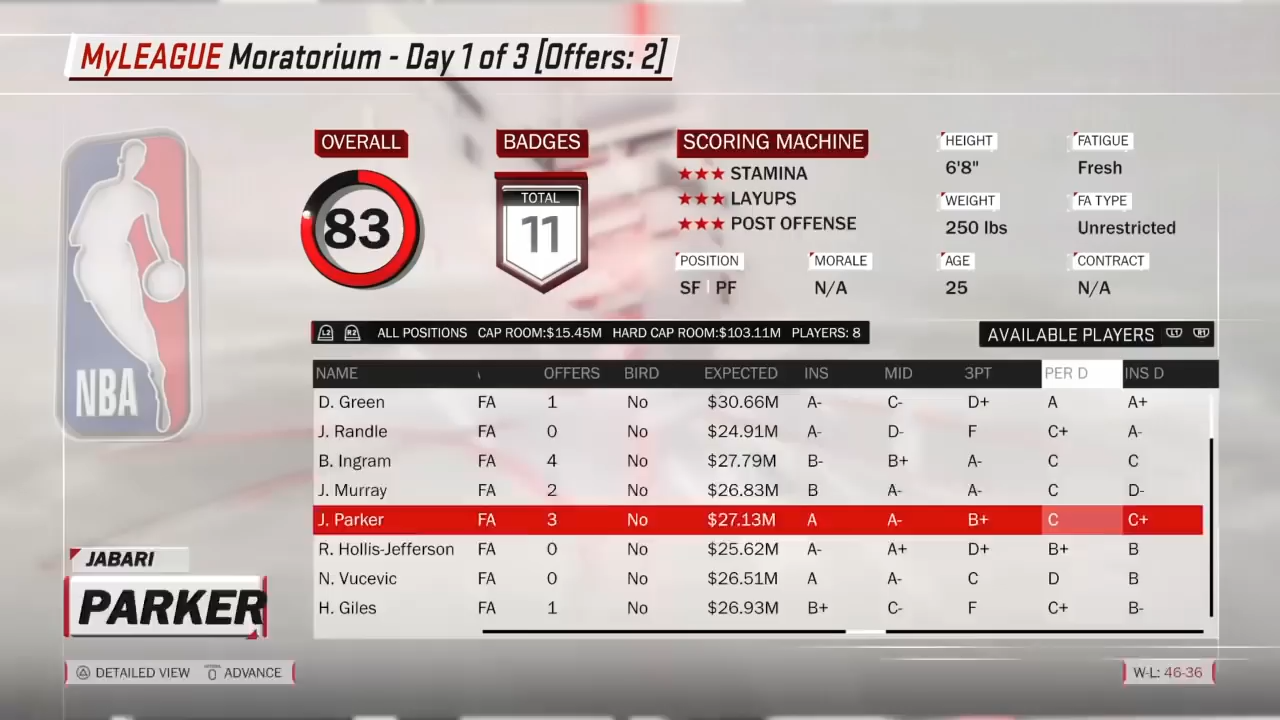 MyLEAGUE Moratorium - Day 1 of 3 [Offers: 2]
OVERALL
83
BADGES
TOTAL
11
SCORING MACHINE
★★★ STAMINA
★★★ LAYUPS
★★★ POST OFFENSE
POSITION
SF | PF
MORALE
N/A
HEIGHT
6'8"
WEIGHT
250 lbs
AGE
25
FATIGUE
Fresh
FA TYPE
Unrestricted
CONTRACT
N/A
NBA
L2 R2 ALL POSITIONS CAP ROOM:$15.45M HARD CAP ROOM:$103.11M PLAYERS: 8
AVAILABLE PLAYERS L1 R1
NAME OFFERS BIRD EXPECTED INS MID 3PT PER D INS D
D. Green FA 1 No $30.66M A- C- D+ A A+
J. Randle FA 0 No $24.91M A- D- F C+ A-
B. Ingram FA 4 No $27.79M B- B+ A- C C
J. Murray FA 2 No $26.83M B A- A- C D-
J. Parker FA 3 No $27.13M A A- B+ C C+
R. Hollis-Jefferson FA 0 No $25.62M A- A+ D+ B+ B
N. Vucevic FA 0 No $26.51M A A- C D B
H. Giles FA 1 No $26.93M B+ C- F C+ B-
JABARI
PARKER
DETAILED VIEW ADVANCE
W-L: 46-36